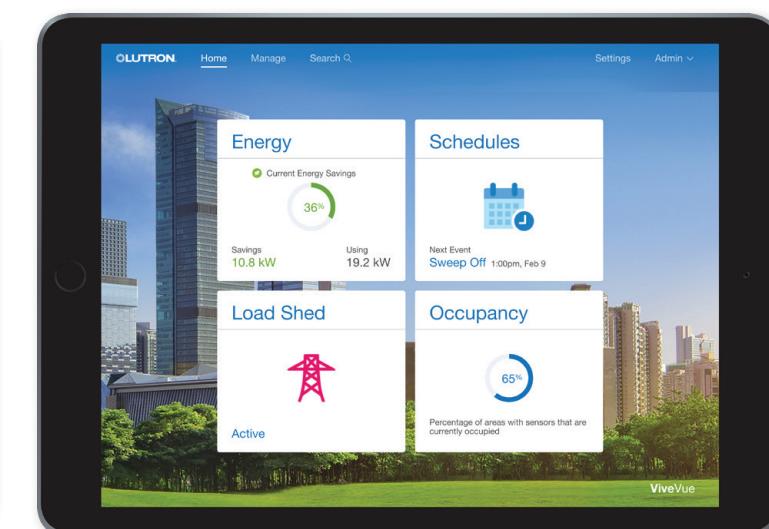 LUTRON Home Manage Search Settings Admin
Energy
Current Energy Savings
36%
Savings Using
10.8 kW 19.2 kW
Schedules
Next Event
Sweep Off 1:00pm, Feb 9
Load Shed
Active
Occupancy
65%
Percentage of areas with sensors that are
currently occupied
ViveVue